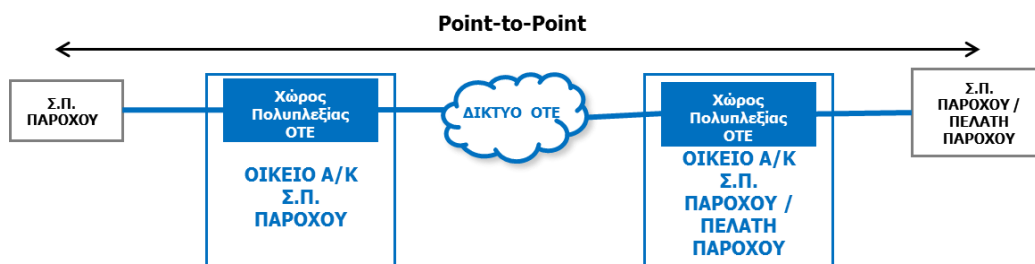 Point-to-Point
Σ.Π.
ΠΑΡΟΧΟΥ
Χώρος
Πολυπλεξίας
ΟΤΕ
ΟΙΚΕΙΟ Α/Κ
Σ.Π.
ΠΑΡΟΧΟΥ
ΔΙΚΤΥΟ ΟΤΕ
Χώρος
Πολυπλεξίας
ΟΤΕ
ΟΙΚΕΙΟ Α/Κ
Σ.Π.
ΠΑΡΟΧΟΥ /
ΠΕΛΑΤΗ
ΠΑΡΟΧΟΥ
Σ.Π.
ΠΑΡΟΧΟΥ /
ΠΕΛΑΤΗ
ΠΑΡΟΧΟΥ